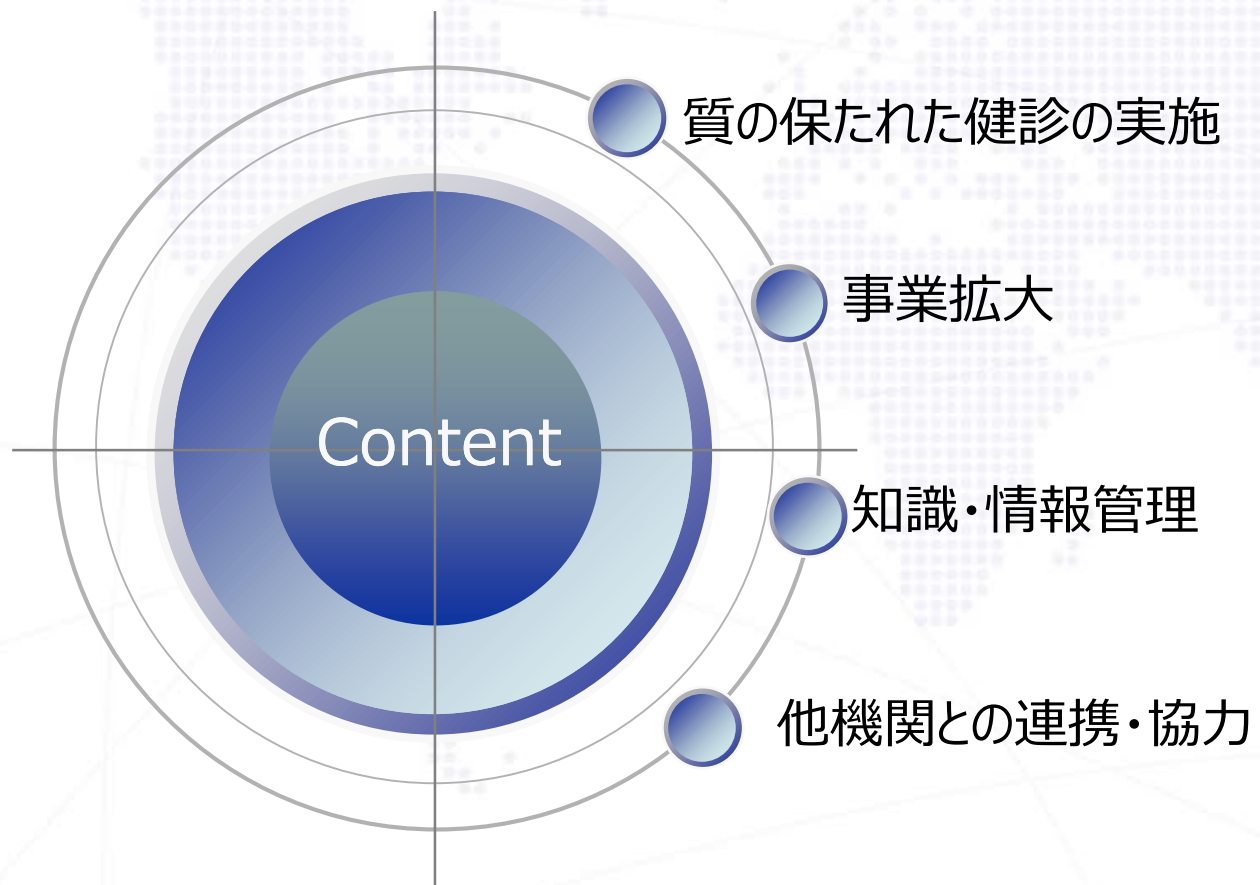 質の保たれた健診の実施
事業拡大
Content
知識・情報管理
他機関との連携・協力